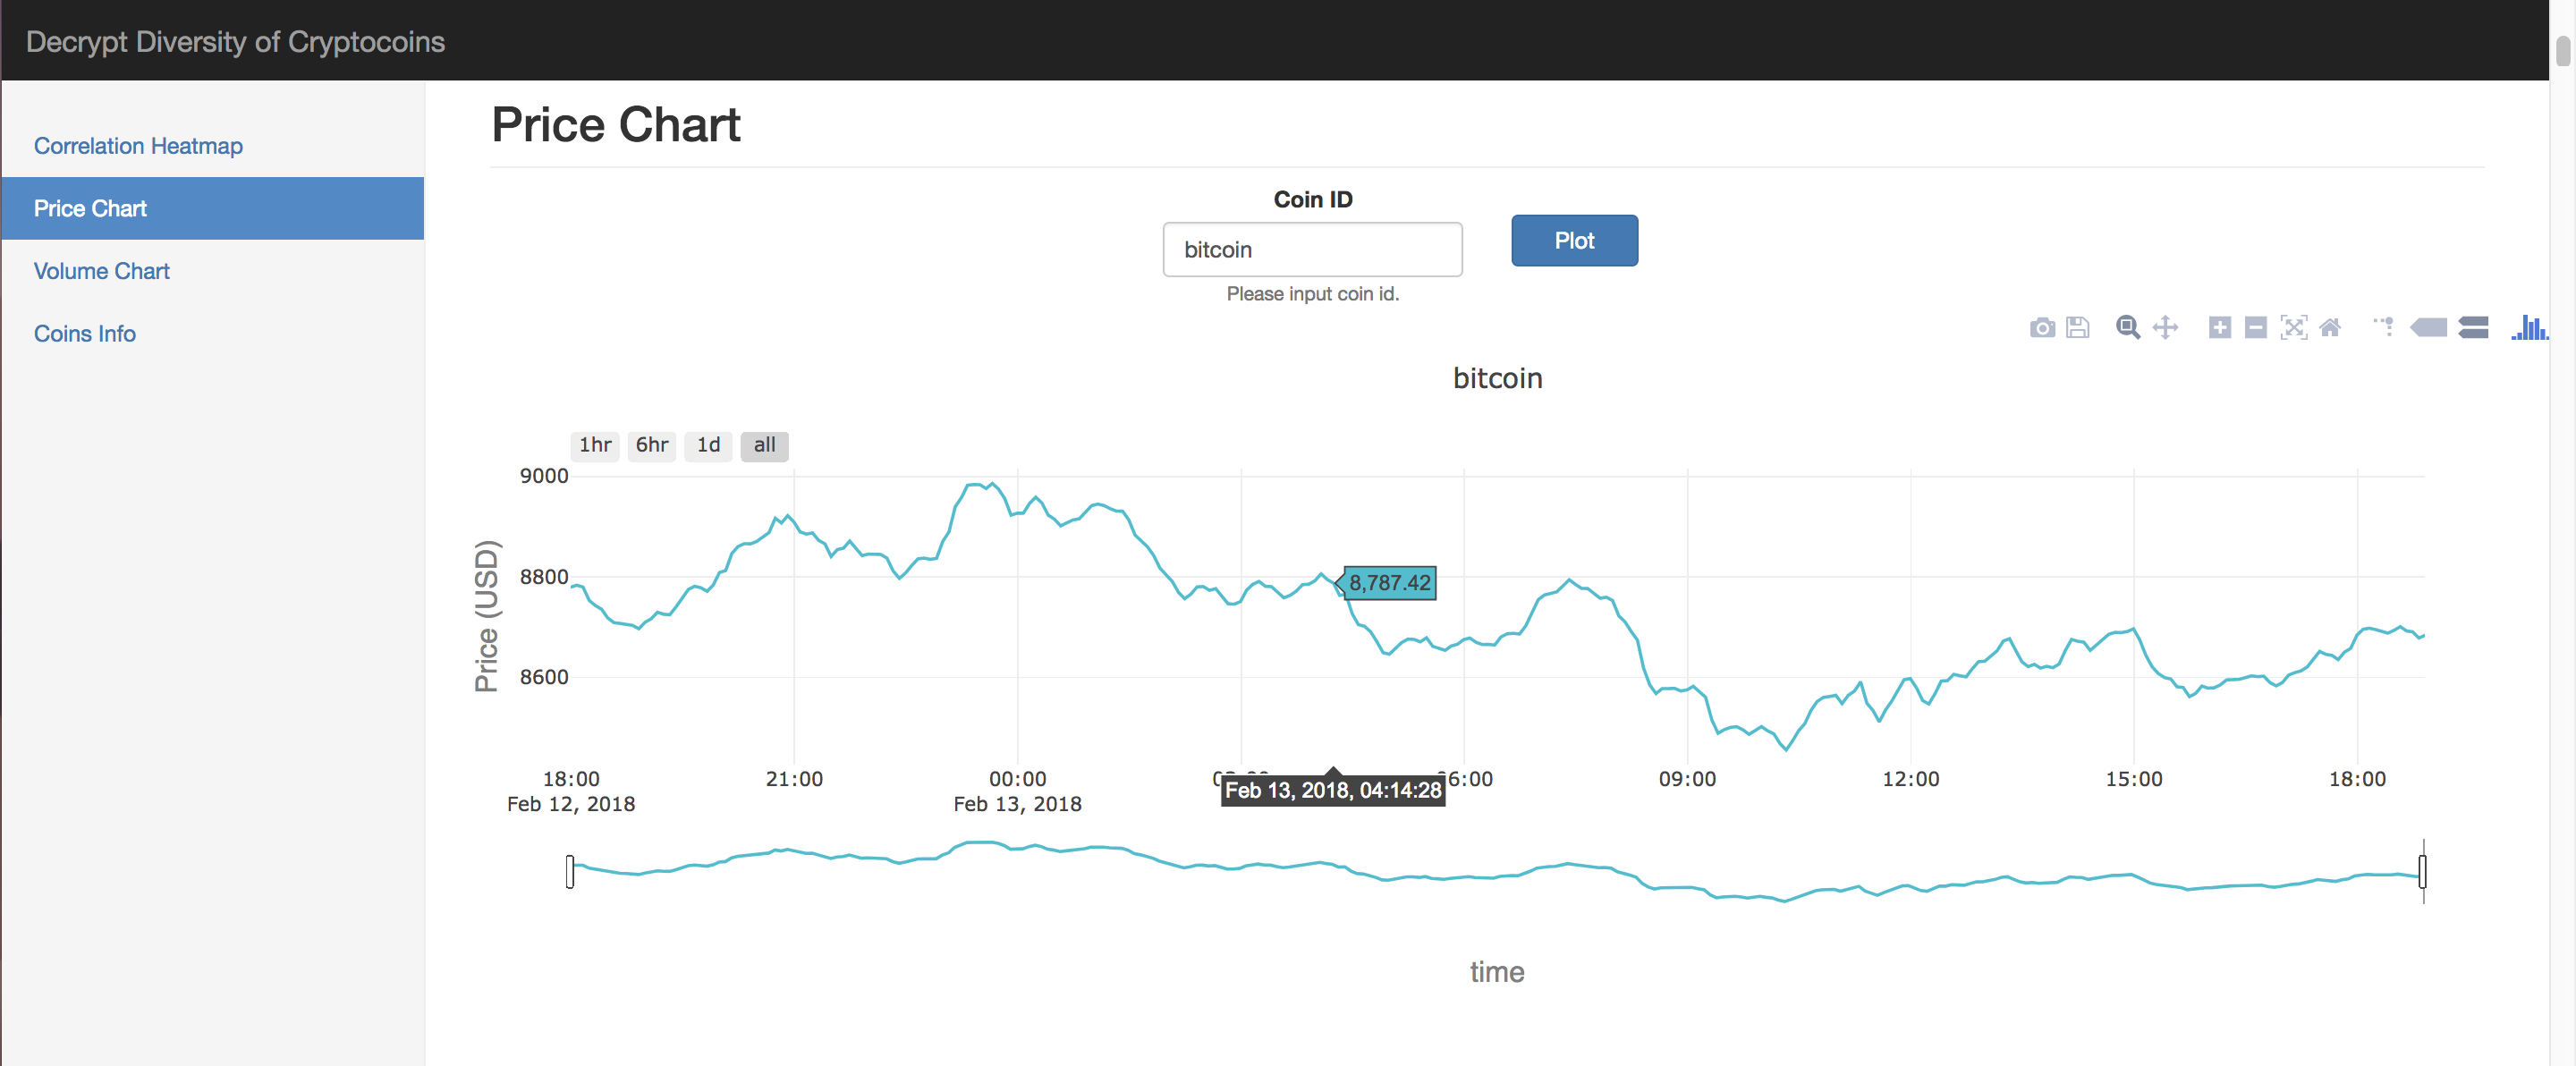 Decrypt Diversity of Cryptocoins
Correlation Heatmap
Price Chart
Volume Chart
Coins Info
Price Chart
Coin ID
bitcoin
Plot
Please input coin id.
bitcoin
1hr 6hr 1d all
9000
8800
8600
Price (USD)
8,787.42
18:00 21:00 00:00 06:00 09:00 12:00 15:00 18:00
Feb 12, 2018 Feb 13, 2018
Feb 13, 2018, 04:14:28
time